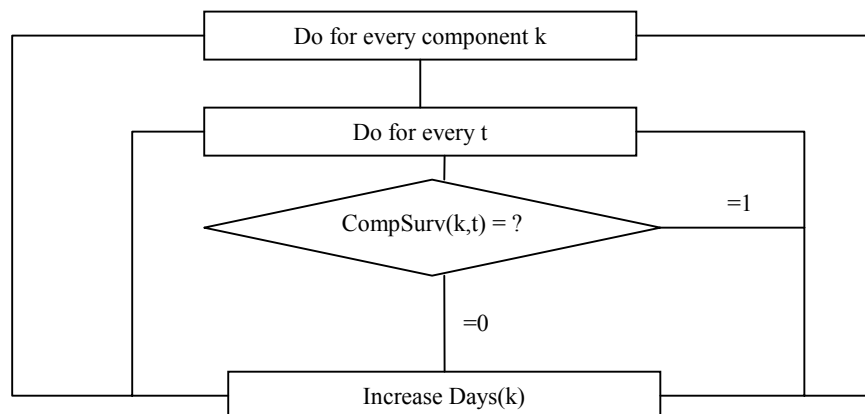 Do for every component k
Do for every t
CompSurv(k,t) = ?
=1
=0
Increase Days(k)